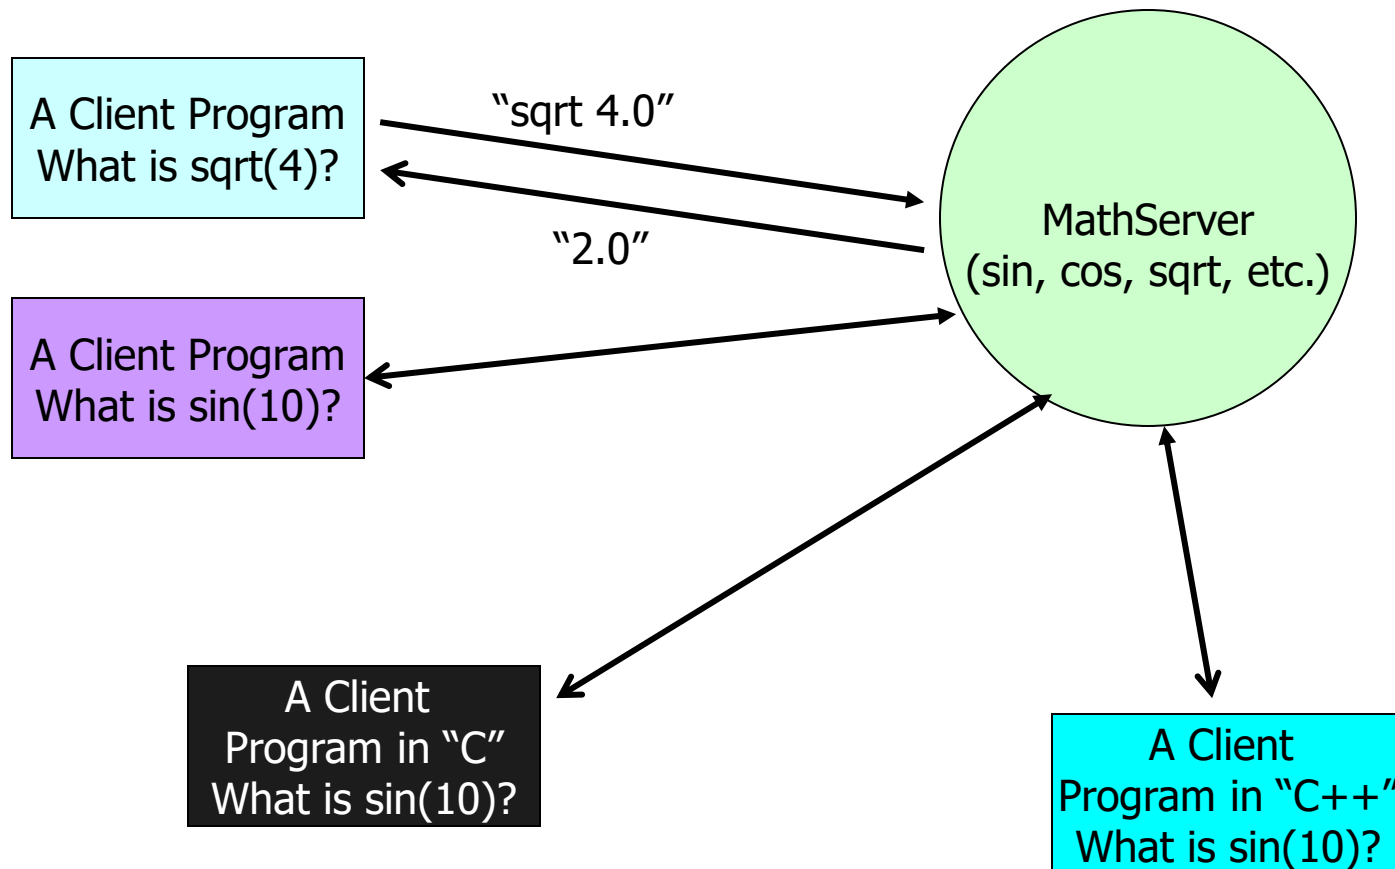 A Client Program
What is sqrt(4)?
“sqrt 4.0”
“2.0”
MathServer
(sin, cos, sqrt, etc.)
A Client Program
What is sin(10)?
A Client
Program in “C”
What is sin(10)?
A Client
Program in “C++”
What is sin(10)?